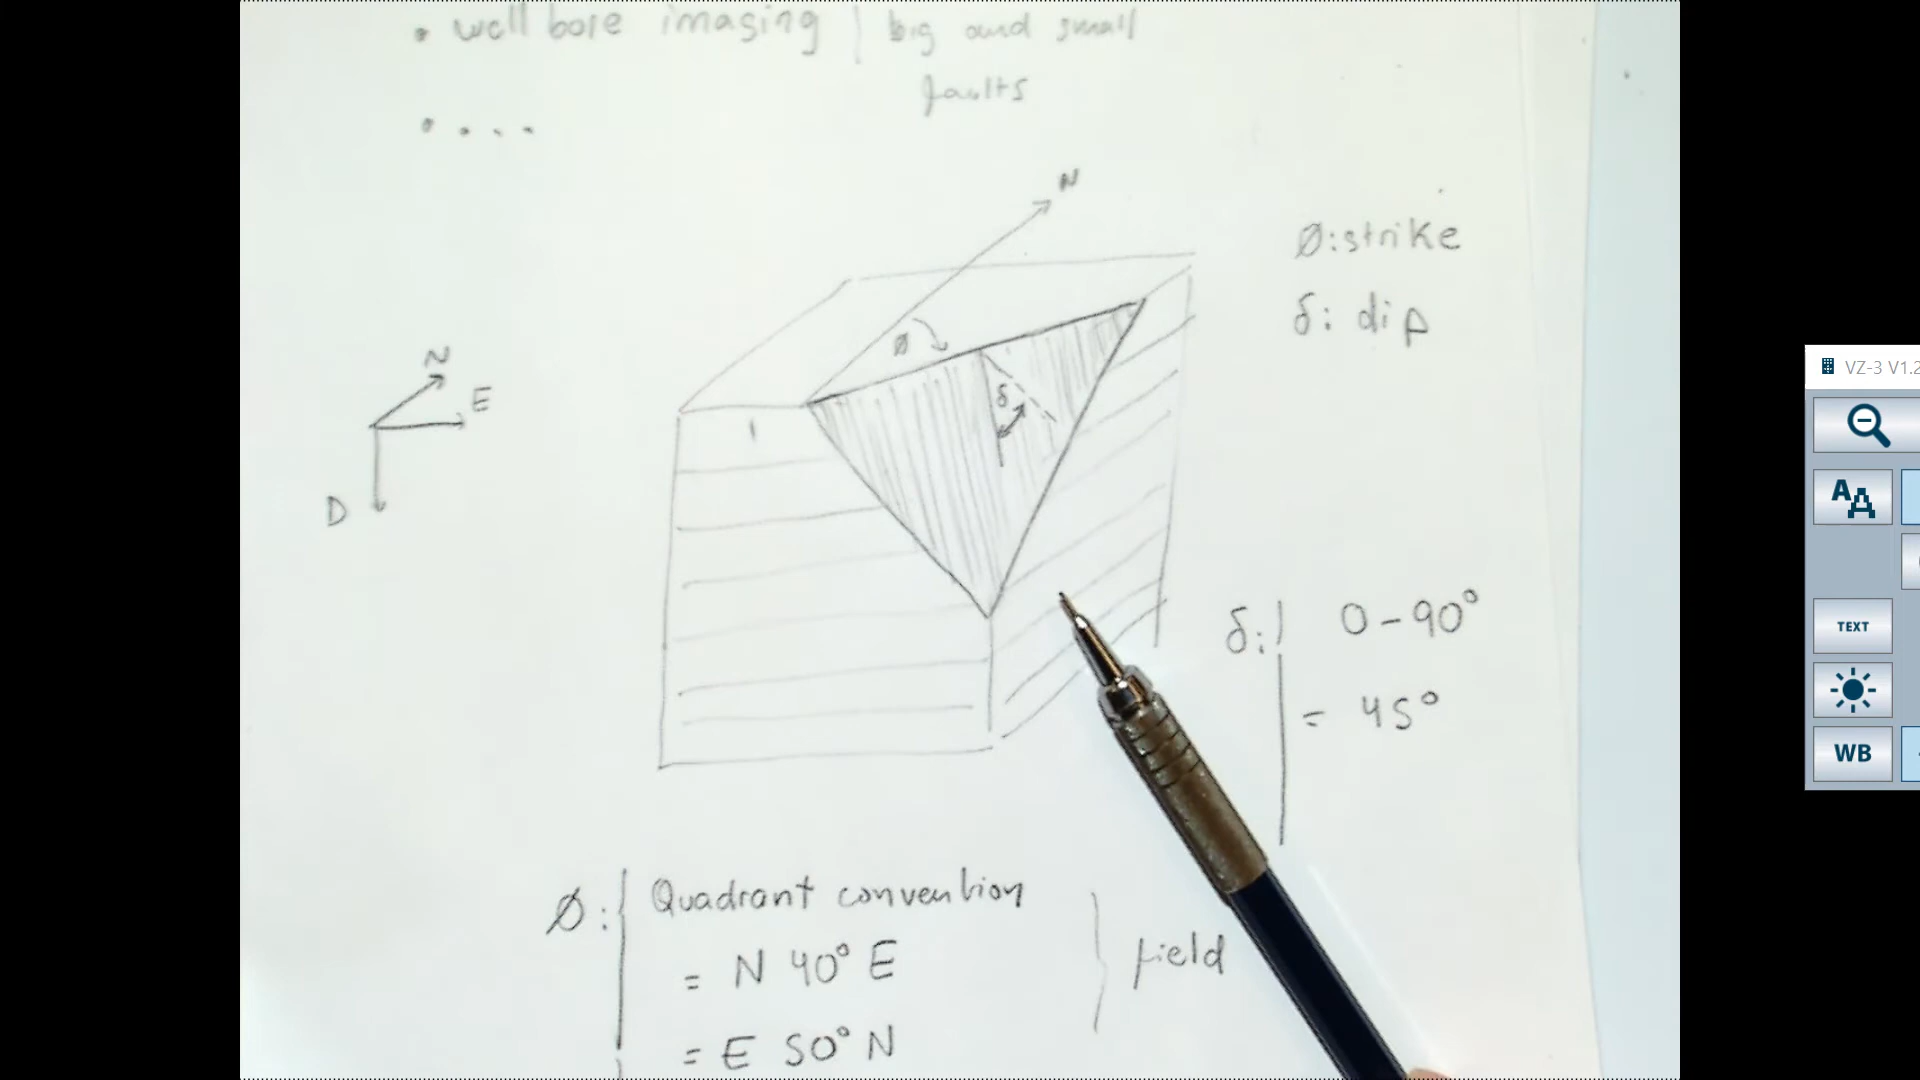 • well bore imaging | big and small
faults
• . . .
N
Ø: strike
δ: dip
N
E
D
Ø
δ
δ: 0 - 90°
= 45°
Ø: Quadrant convention
= N 40° E
= E 50° N
field
VZ-3 V1.2
AA
TEXT
WB